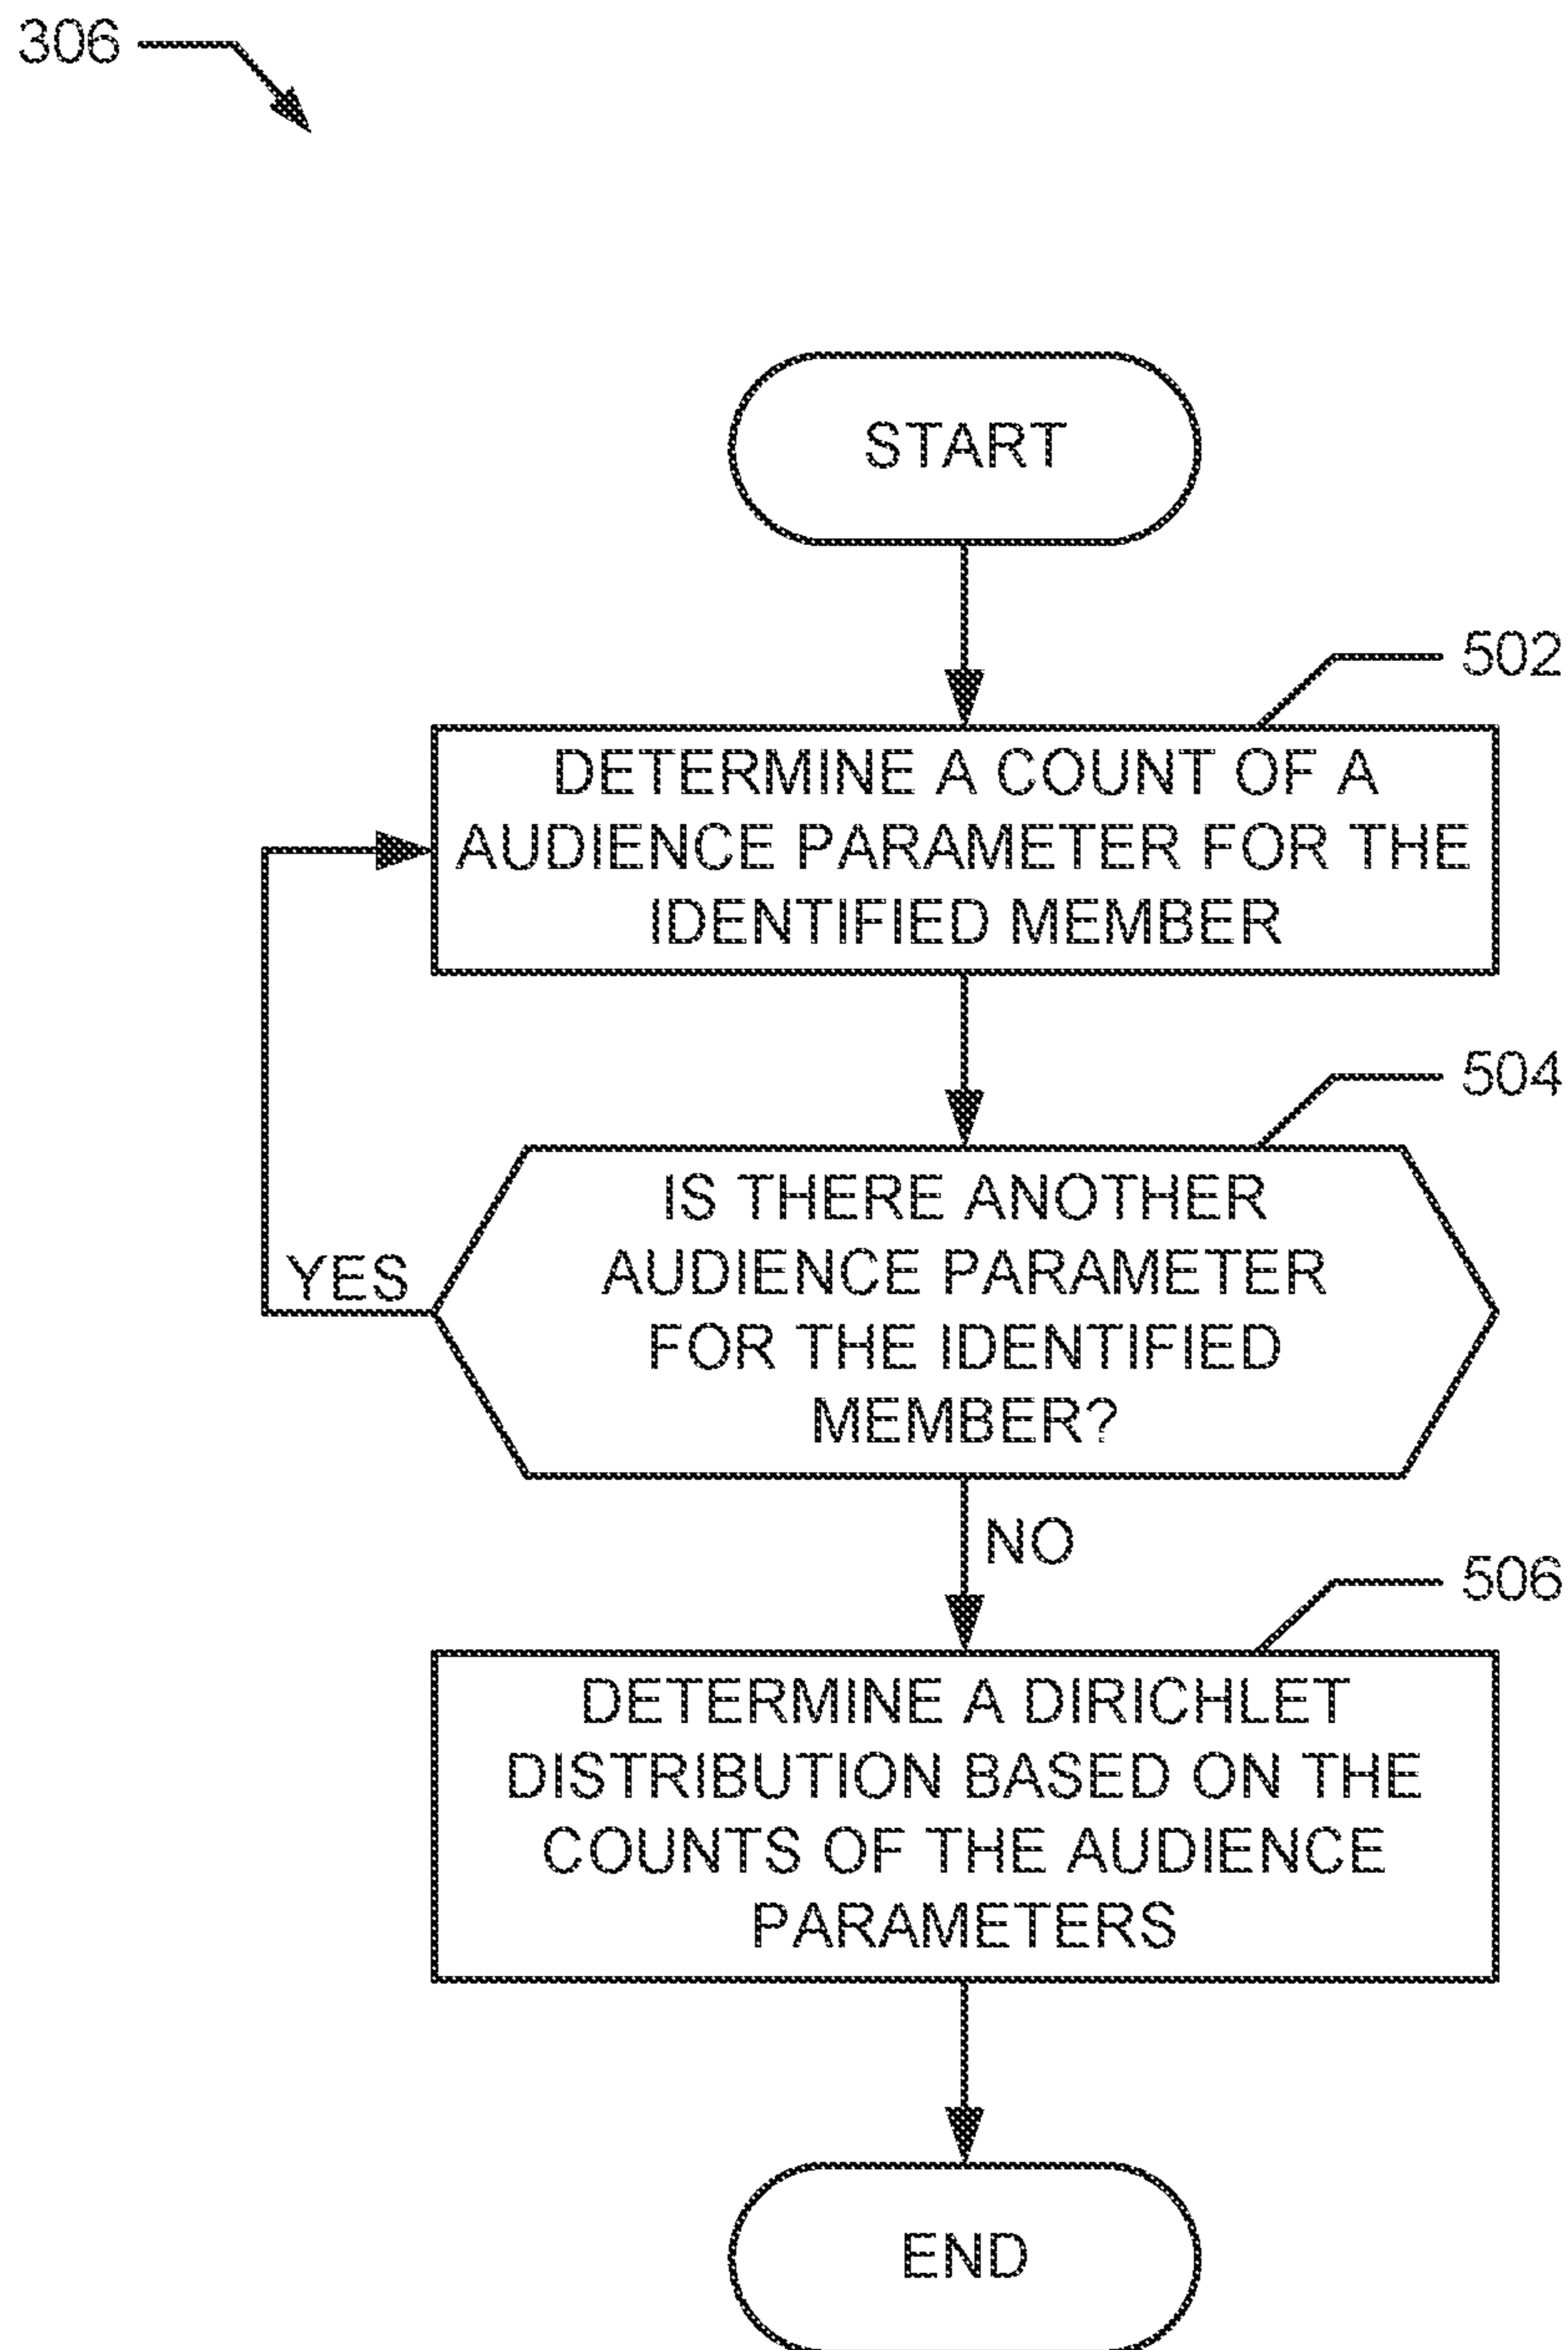 306
START
502
DETERMINE A COUNT OF A
AUDIENCE PARAMETER FOR THE
IDENTIFIED MEMBER
504
IS THERE ANOTHER
AUDIENCE PARAMETER
FOR THE IDENTIFIED
MEMBER?
YES
NO
506
DETERMINE A DIRICHLET
DISTRIBUTION BASED ON THE
COUNTS OF THE AUDIENCE
PARAMETERS
END